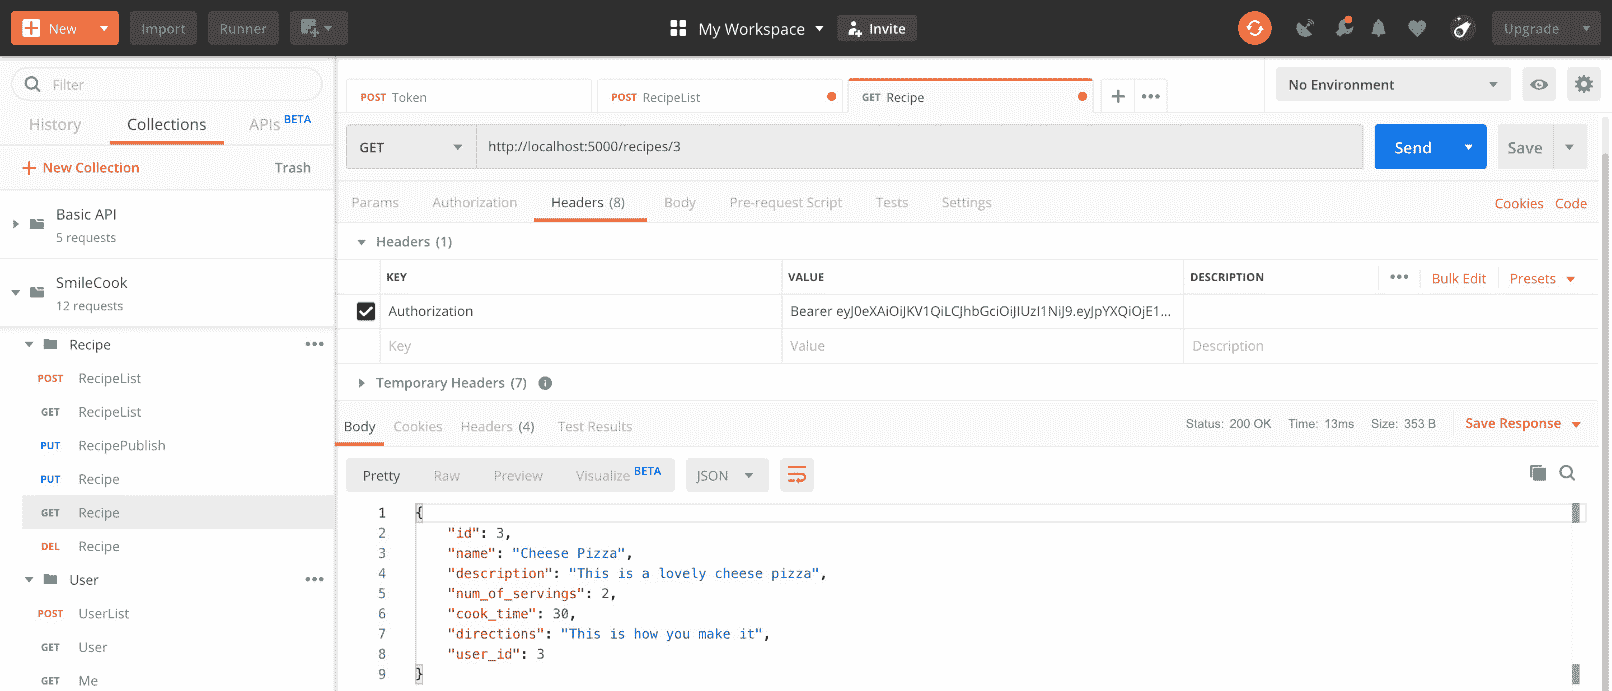 New Import Runner My Workspace Invite Upgrade
Filter
History Collections APIs BETA
New Collection Trash
Basic API
5 requests
SmileCook
12 requests
Recipe
POST RecipeList
GET RecipeList
PUT RecipePublish
PUT Recipe
GET Recipe
DEL Recipe
User
POST UserList
GET User
GET Me
POST Token POST RecipeList GET Recipe + ••• No Environment
GET http://localhost:5000/recipes/3 Send Save
Params Authorization Headers (8) Body Pre-request Script Tests Settings Cookies Code
Headers (1)
KEY VALUE DESCRIPTION ••• Bulk Edit Presets
Authorization Bearer eyJ0eXAiOiJKV1QiLCJhbGciOiJIUzI1NiJ9.eyJpYXQiOjE1...
Key Value Description
Temporary Headers (7)
Body Cookies Headers (4) Test Results Status: 200 OK Time: 13ms Size: 353 B Save Response
Pretty Raw Preview Visualize BETA JSON
1 {
2 "id": 3,
3 "name": "Cheese Pizza",
4 "description": "This is a lovely cheese pizza",
5 "num_of_servings": 2,
6 "cook_time": 30,
7 "directions": "This is how you make it",
8 "user_id": 3
9 }